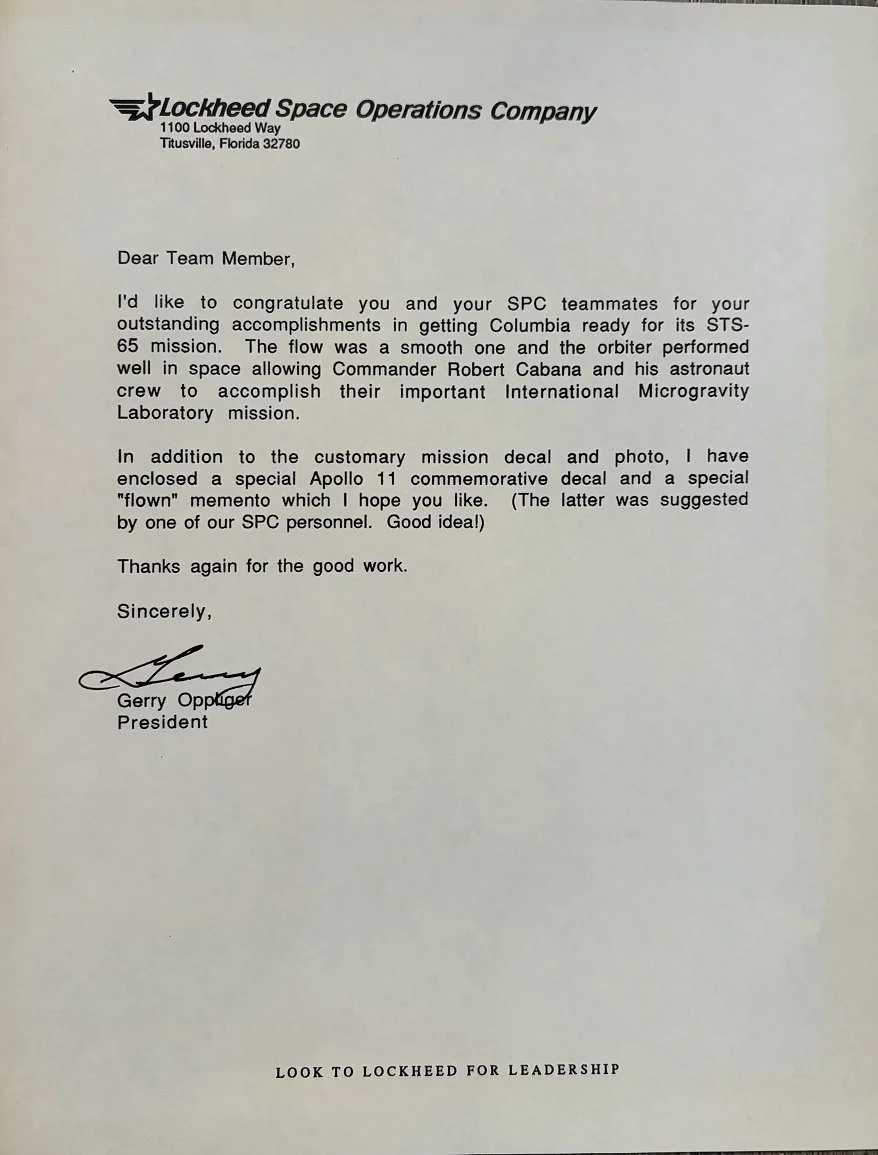 Lockheed Space Operations Company
1100 Lockheed Way
Titusville, Florida 32780
Dear Team Member,
I'd like to congratulate you and your SPC teammates for your
outstanding accomplishments in getting Columbia ready for its STS-
65 mission. The flow was a smooth one and the orbiter performed
well in space allowing Commander Robert Cabana and his astronaut
crew to accomplish their important International Microgravity
Laboratory mission.
In addition to the customary mission decal and photo, I have
enclosed a special Apollo 11 commemorative decal and a special
"flown" memento which I hope you like. (The latter was suggested
by one of our SPC personnel. Good idea!)
Thanks again for the good work.
Sincerely,
Gerry
Gerry Oppliger
President
LOOK TO LOCKHEED FOR LEADERSHIP